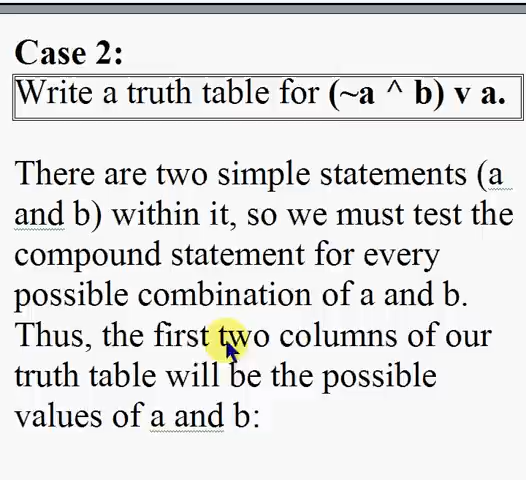 Case 2:
Write a truth table for (~a ^ b) v a.
There are two simple statements (a
and b) within it, so we must test the
compound statement for every
possible combination of a and b.
Thus, the first two columns of our
truth table will be the possible
values of a and b: